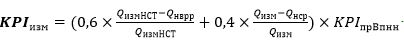 KPIизм = (0,6 × (QизмНСТ − Qнврр)/QизмНСТ + 0,4 × (Qизм − Qнср)/Qизм) × KPIпрВпнн